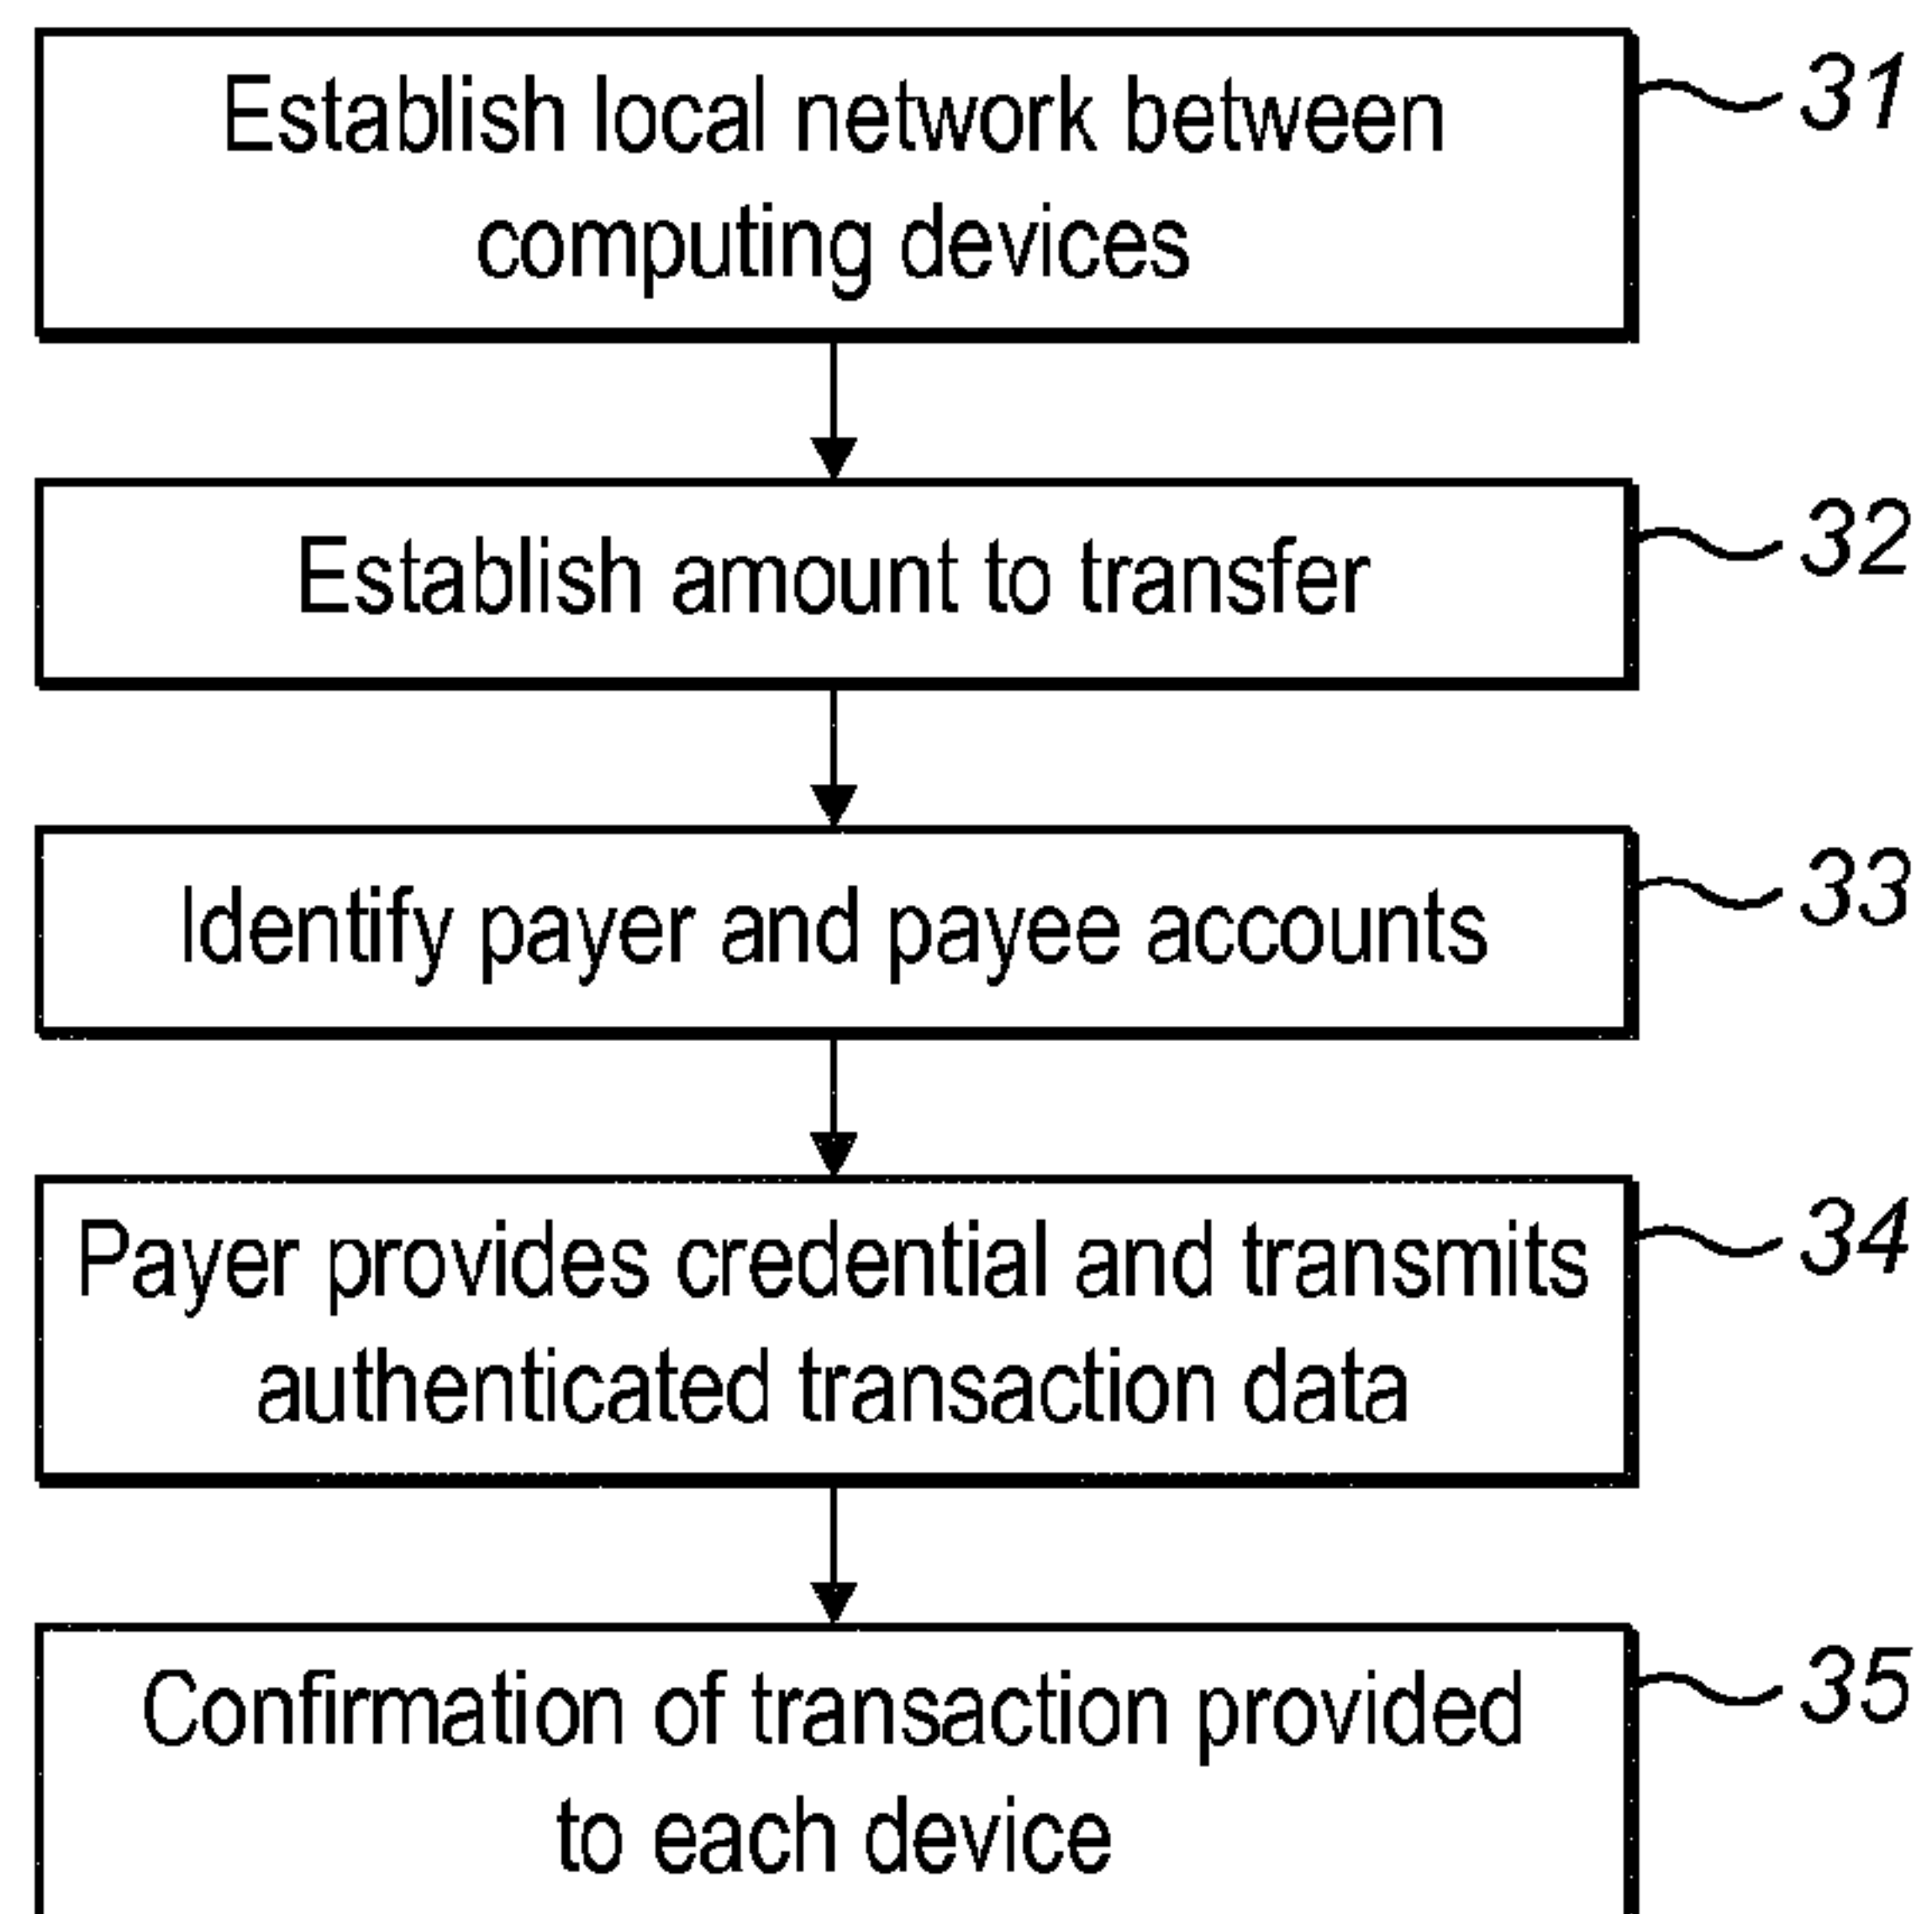 Establish local network between
computing devices
31
Establish amount to transfer
32
Identify payer and payee accounts
33
Payer provides credential and transmits
authenticated transaction data
34
Confirmation of transaction provided
to each device
35